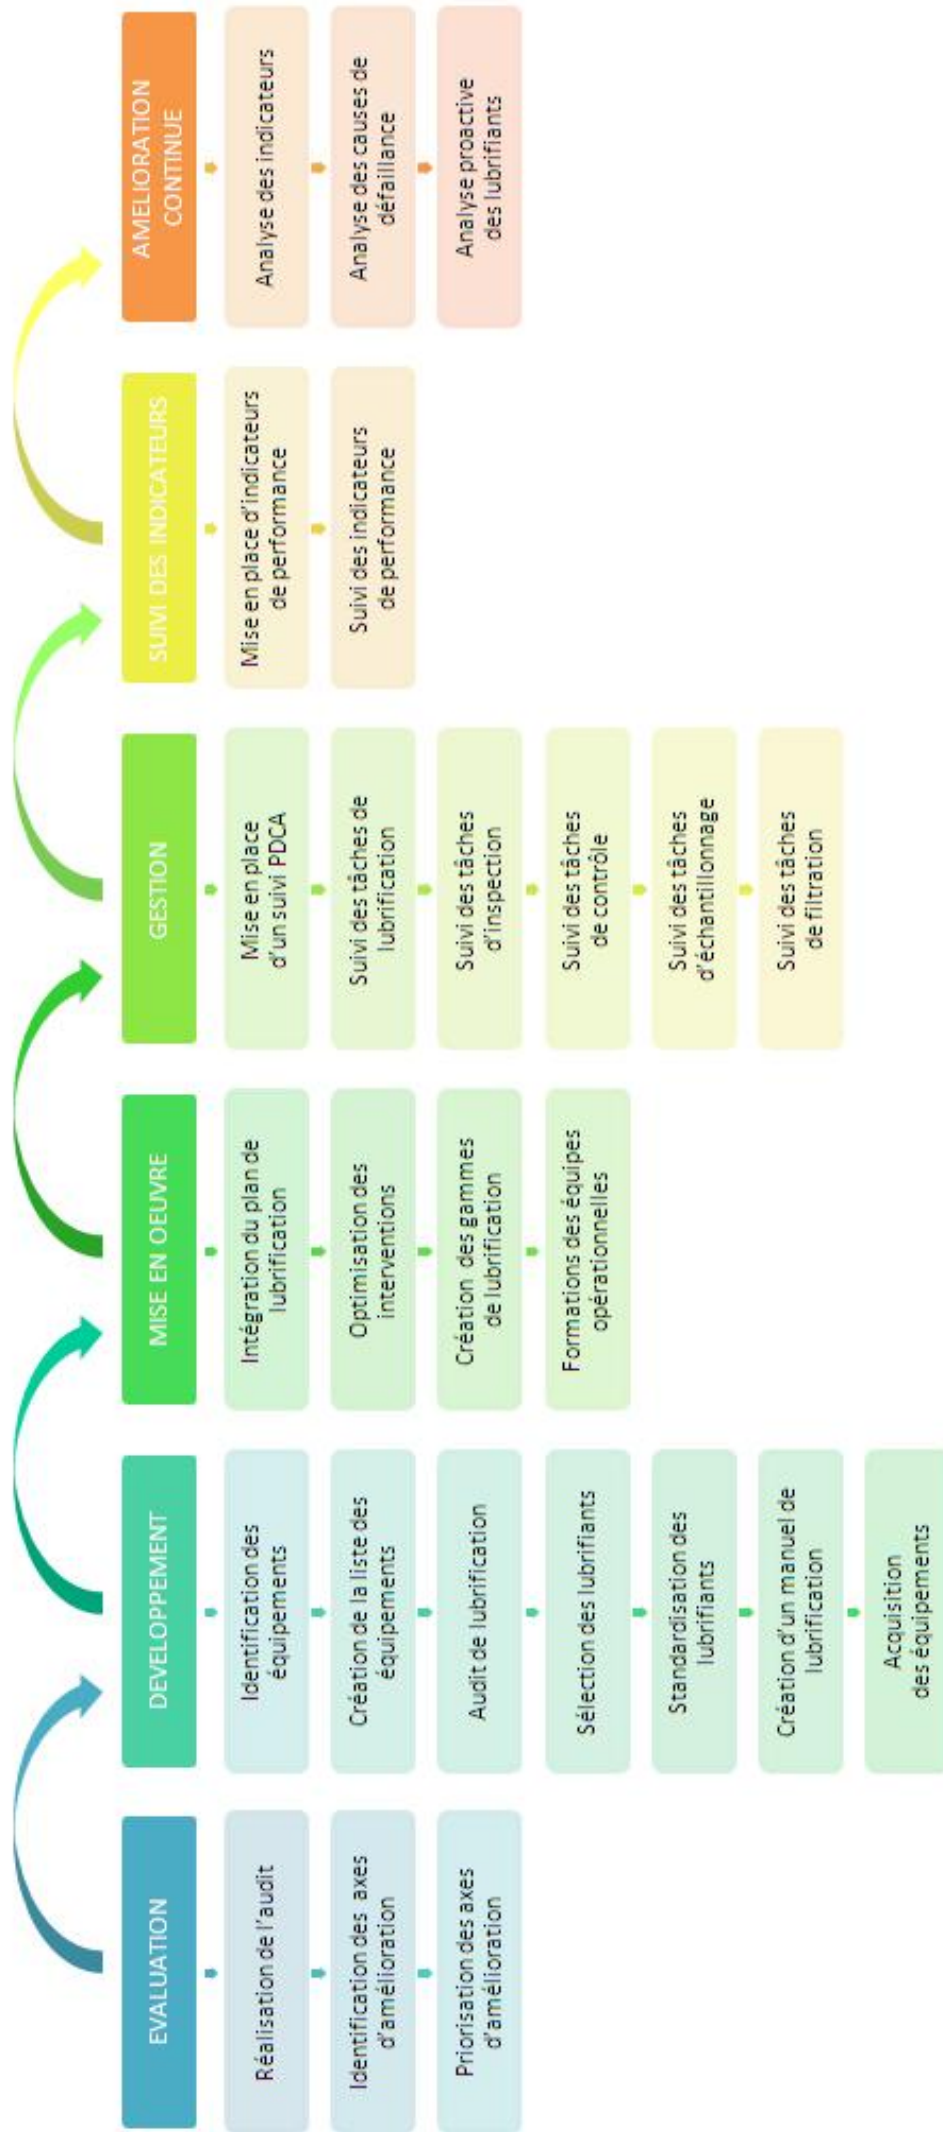 EVALUATION
Réalisation de l'audit
Identification des axes
d'amélioration
Priorisation des axes
d'amélioration
DEVELOPPEMENT
Identification des
équipements
Création de la liste des
équipements
Audit de lubrification
Sélection des lubrifiants
Standardisation des
lubrifiants
Création d'un manuel de
lubrification
Acquisition
des équipements
MISE EN OEUVRE
Intégration du plan de
lubrification
Optimisation des
interventions
Création des gammes
de lubrification
Formations des équipes
opérationnelles
GESTION
Mise en place
d'un suivi PDCA
Suivi des tâches de
lubrification
Suivi des tâches
d'inspection
Suivi des tâches
de contrôle
Suivi des tâches
d'échantillonnage
Suivi des tâches
de filtration
SUIVI DES INDICATEURS
Mise en place d'indicateurs
de performance
Suivi des indicateurs
de performance
AMELIORATION
CONTINUE
Analyse des indicateurs
Analyse des causes de
défaillance
Analyse proactive
des lubrifiants